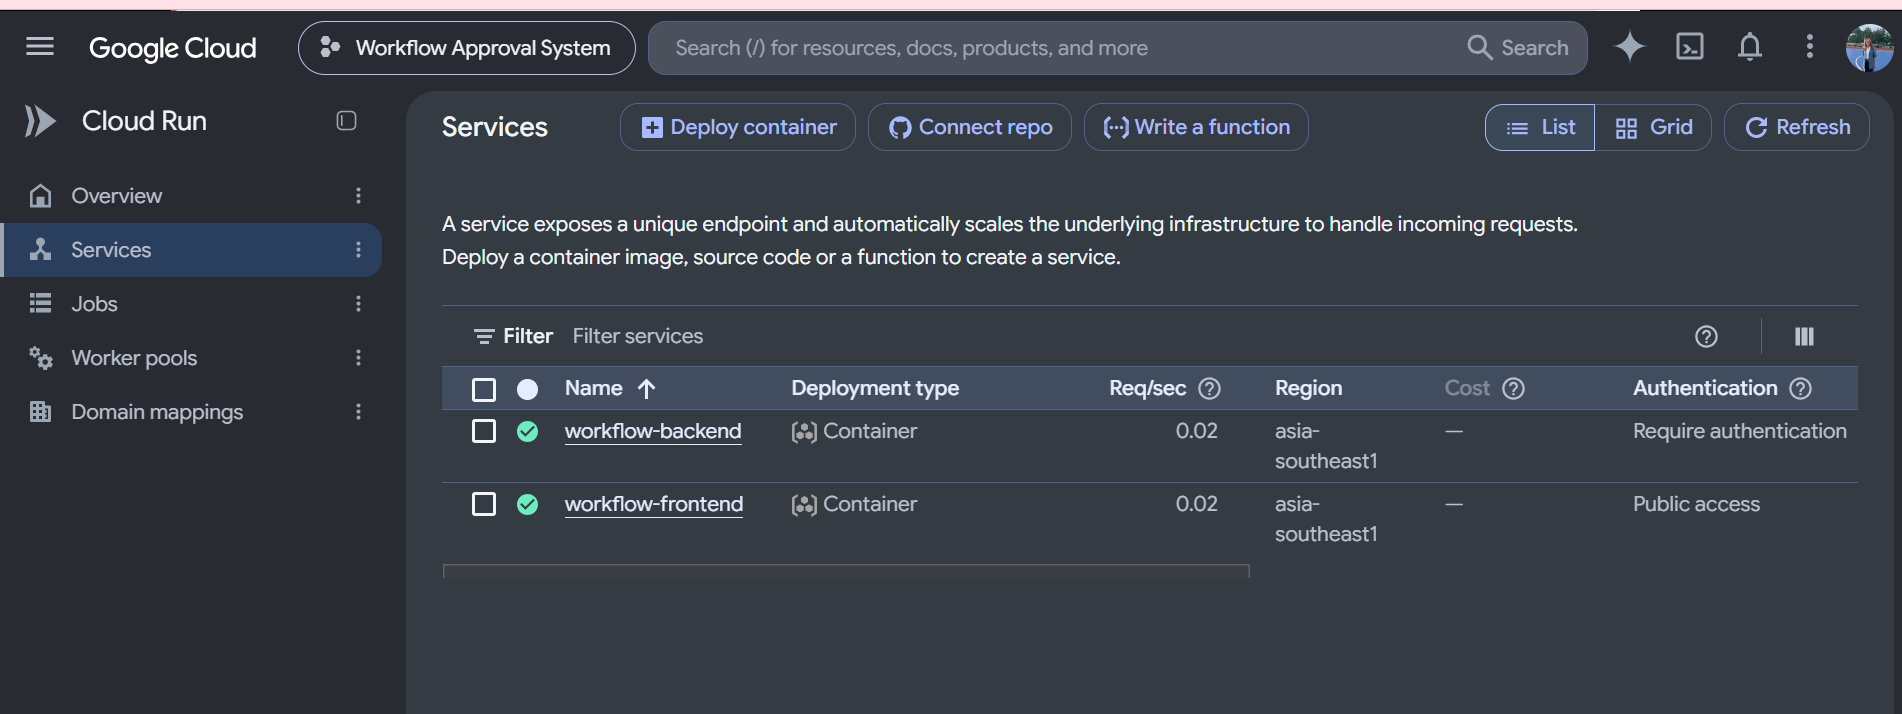 Google Cloud
Workflow Approval System
Search (/) for resources, docs, products, and more
Search
Cloud Run
Overview
Services
Jobs
Worker pools
Domain mappings
Services
Deploy container
Connect repo
Write a function
List
Grid
Refresh
A service exposes a unique endpoint and automatically scales the underlying infrastructure to handle incoming requests.
Deploy a container image, source code or a function to create a service.
Filter Filter services
Name Deployment type Req/sec Region Cost Authentication
workflow-backend Container 0.02 asia- — Require authentication
southeast1
workflow-frontend Container 0.02 asia- — Public access
southeast1